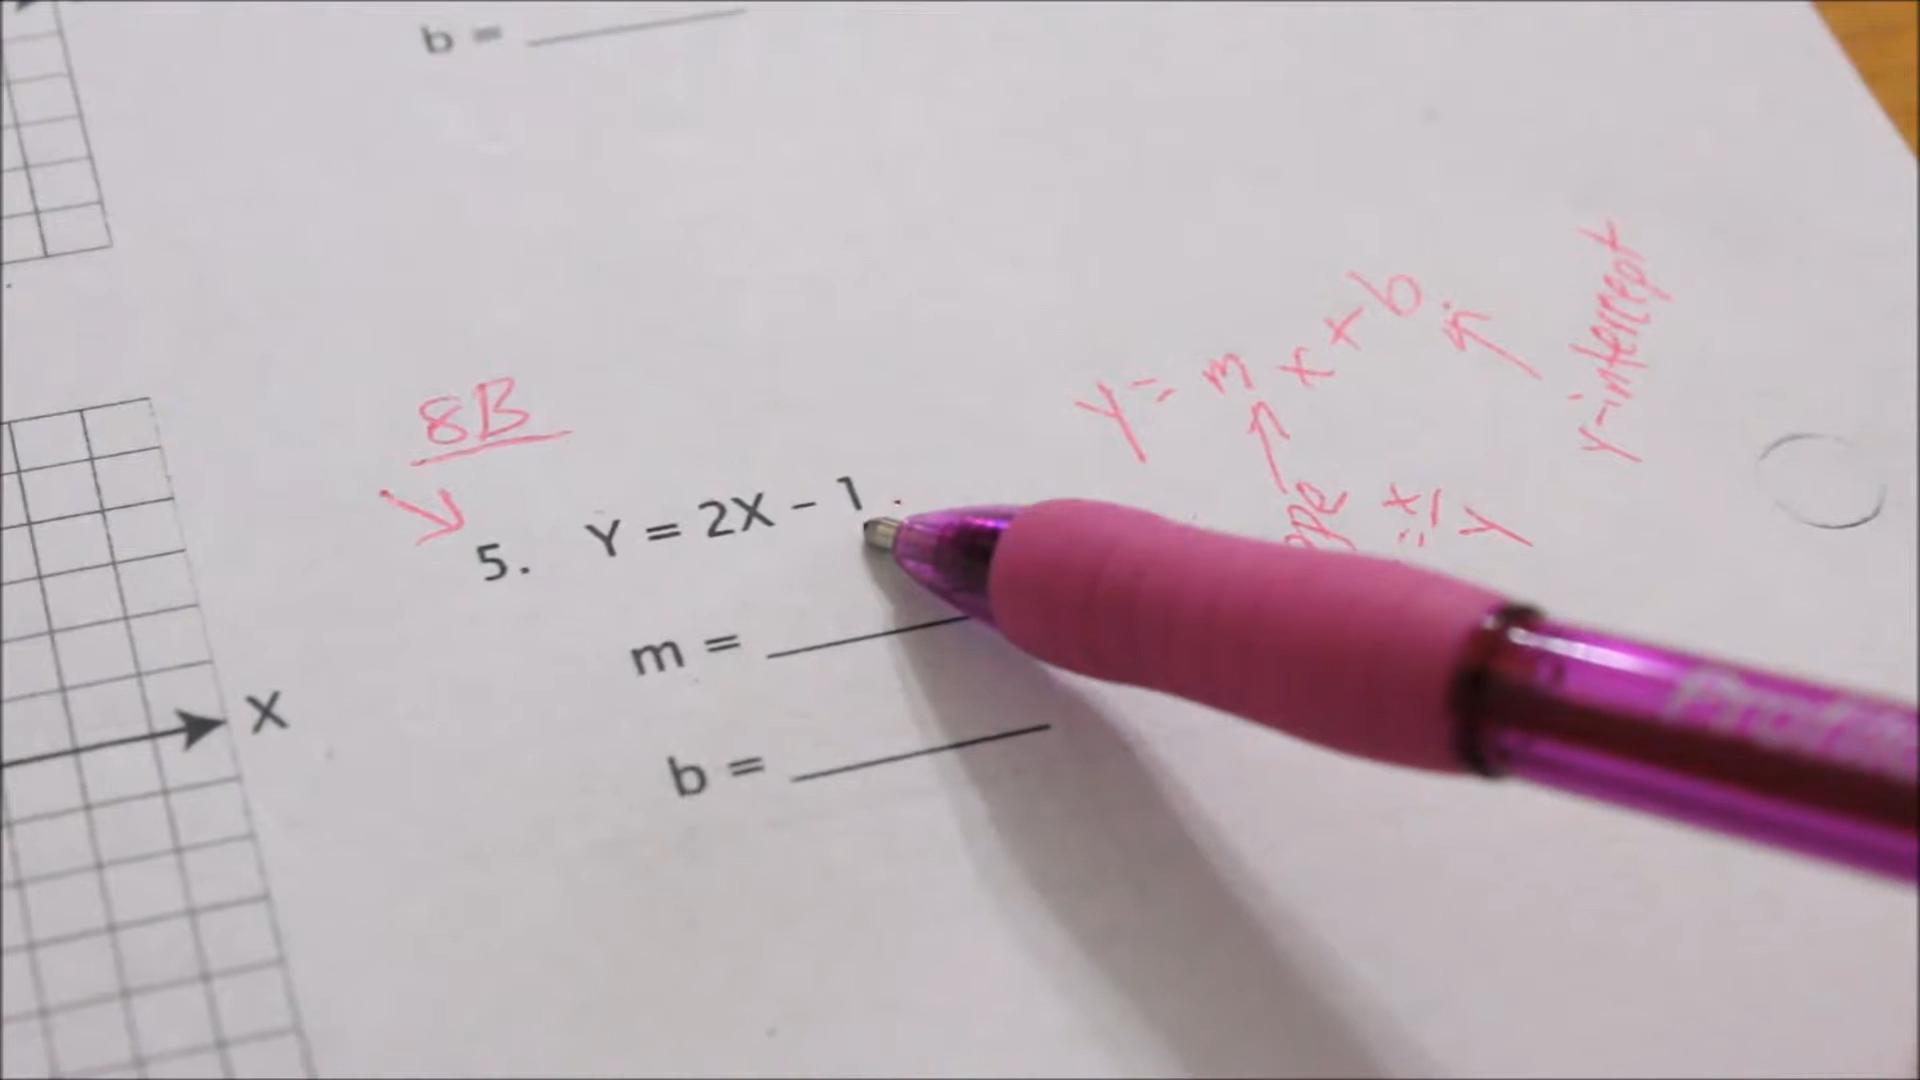 b =
8B
5. Y = 2X - 1
m =
b =
X
y = m x + b
y-intercept